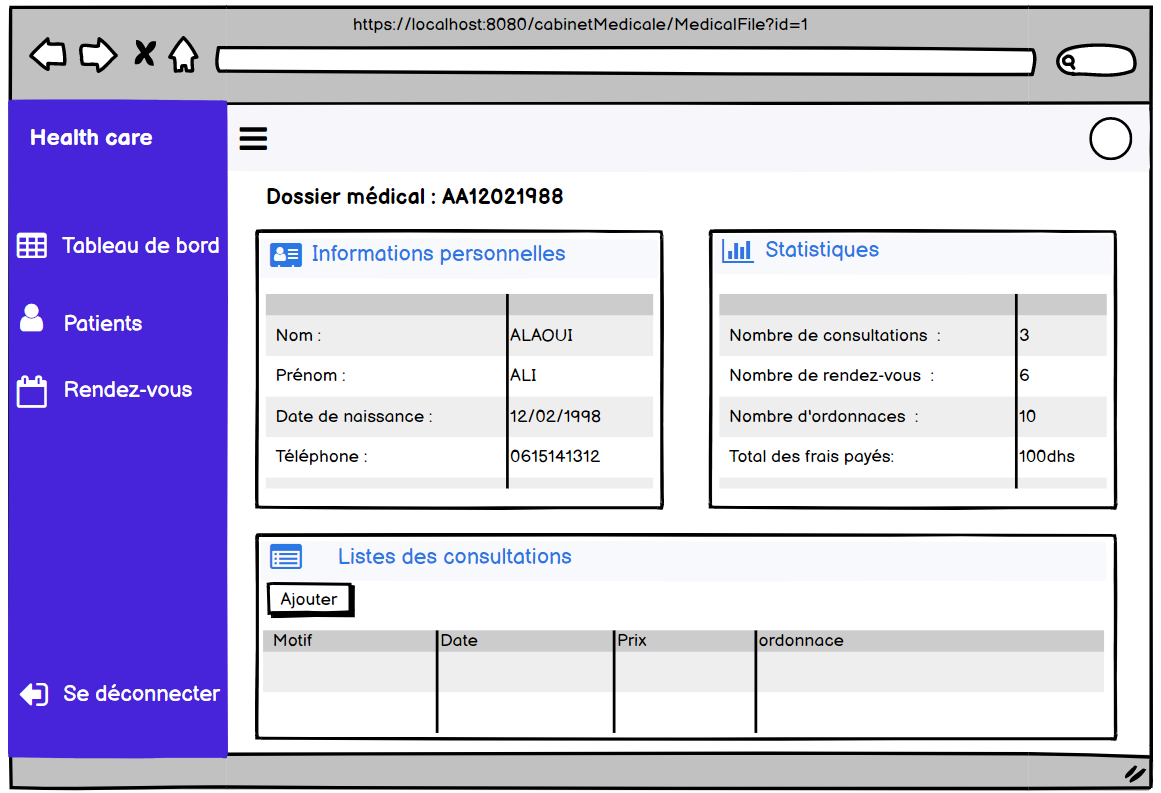 https://localhost:8080/cabinetMedicale/MedicalFile?id=1
Health care
Tableau de bord
Patients
Rendez-vous
Se déconnecter
Dossier médical : AA12021988
Informations personnelles
Nom : ALAOUI
Prénom : ALI
Date de naissance : 12/02/1998
Téléphone : 0615141312
Statistiques
Nombre de consultations : 3
Nombre de rendez-vous : 6
Nombre d'ordonnaces : 10
Total des frais payés: 100dhs
Listes des consultations
Ajouter
Motif Date Prix ordonnace